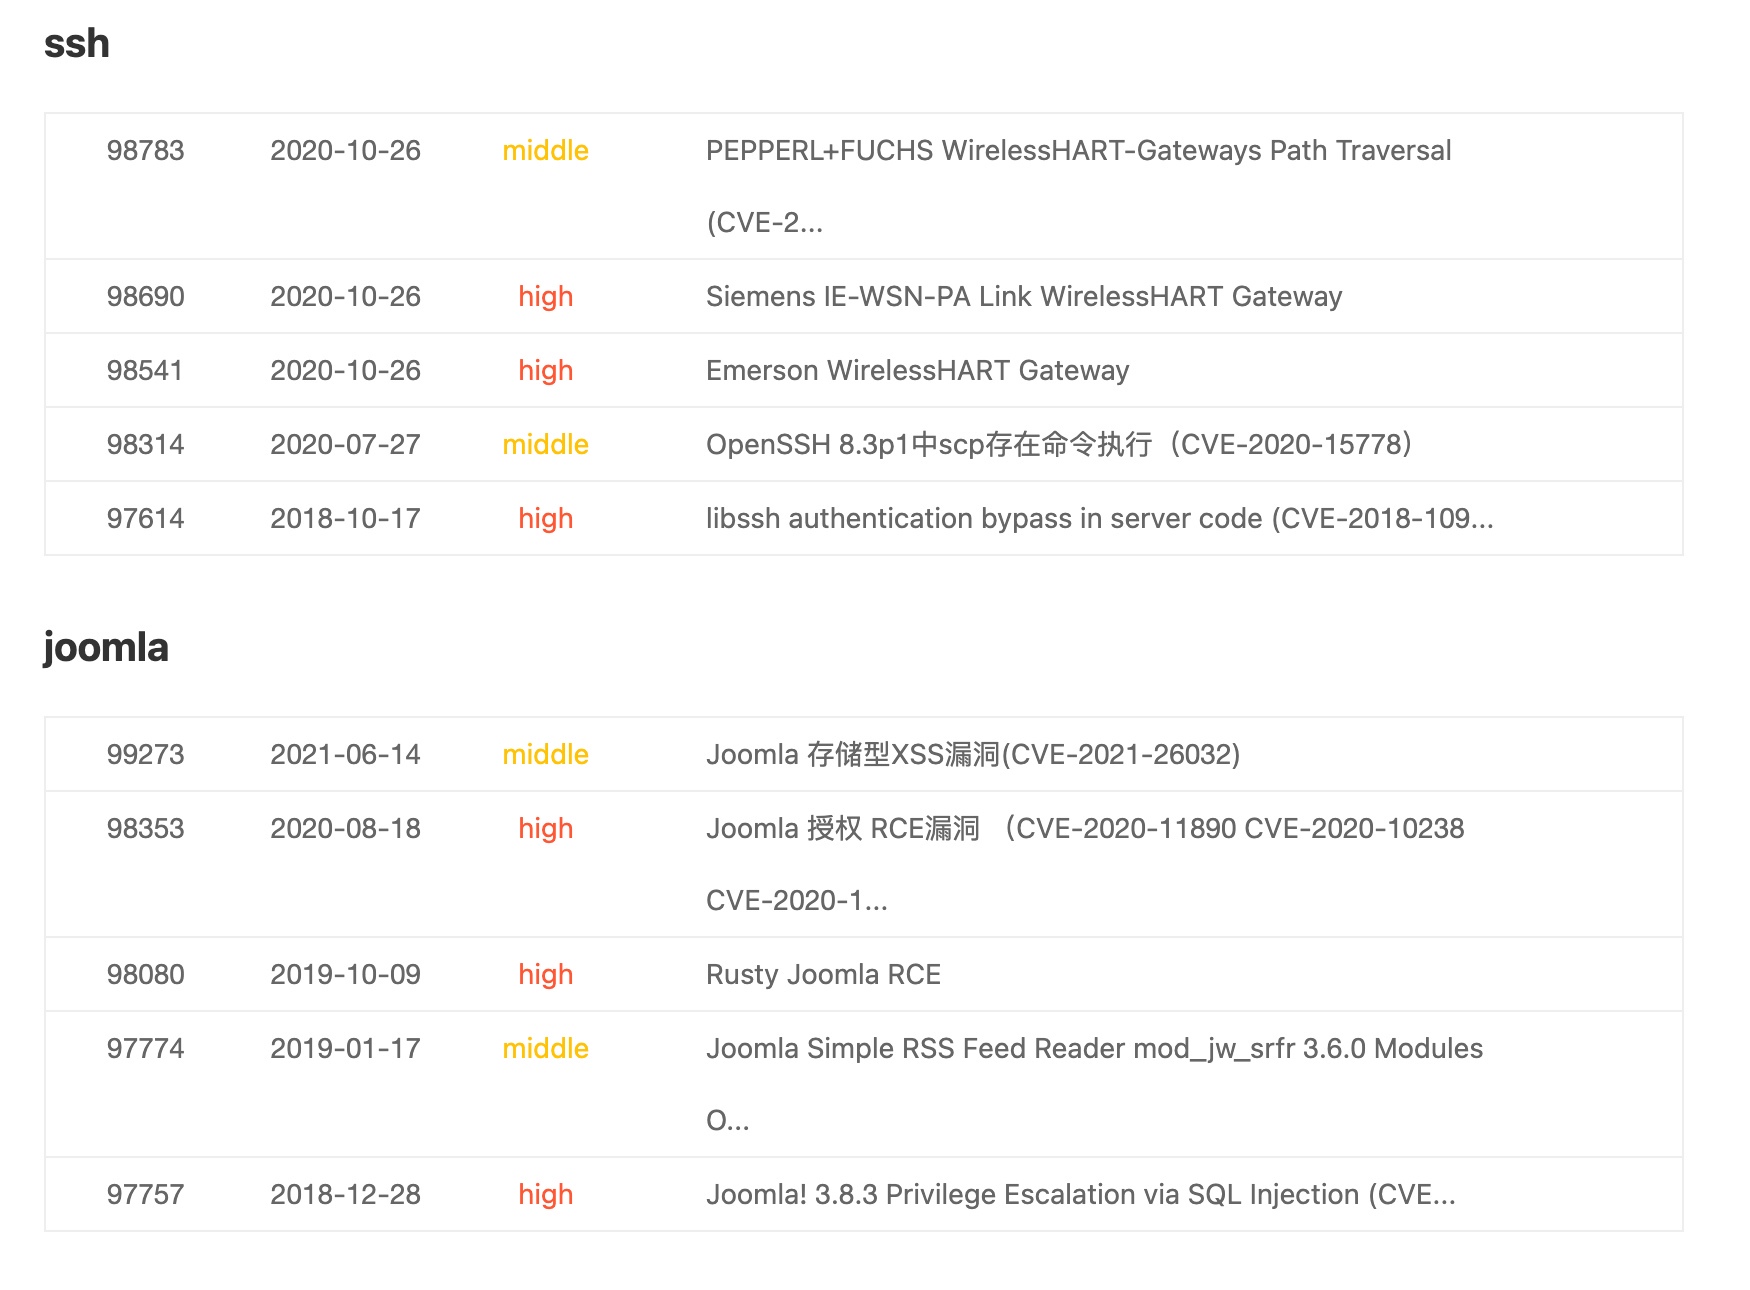 ssh
98783 2020-10-26 middle PEPPERL+FUCHS WirelessHART-Gateways Path Traversal
(CVE-2...
98690 2020-10-26 high Siemens IE-WSN-PA Link WirelessHART Gateway
98541 2020-10-26 high Emerson WirelessHART Gateway
98314 2020-07-27 middle OpenSSH 8.3p1中scp存在命令执行（CVE-2020-15778）
97614 2018-10-17 high libssh authentication bypass in server code (CVE-2018-109...
joomla
99273 2021-06-14 middle Joomla 存储型XSS漏洞(CVE-2021-26032)
98353 2020-08-18 high Joomla 授权 RCE漏洞 （CVE-2020-11890 CVE-2020-10238
CVE-2020-1...
98080 2019-10-09 high Rusty Joomla RCE
97774 2019-01-17 middle Joomla Simple RSS Feed Reader mod_jw_srfr 3.6.0 Modules
O...
97757 2018-12-28 high Joomla! 3.8.3 Privilege Escalation via SQL Injection (CVE...